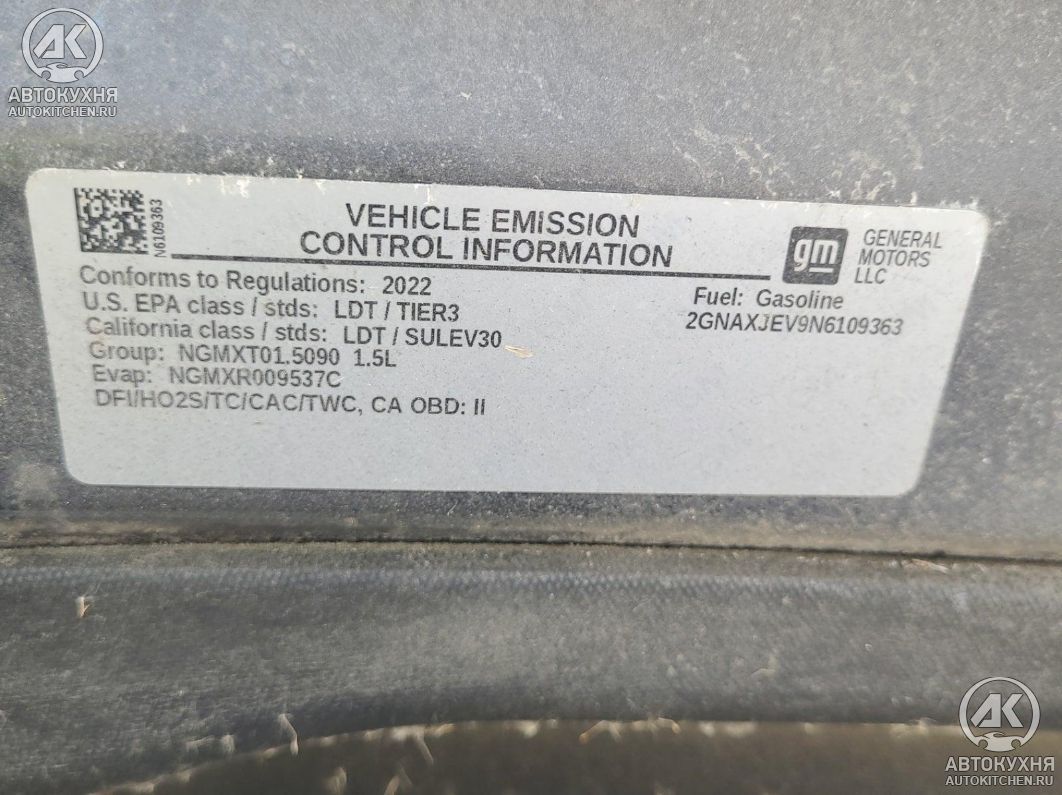 AK
АВТОКУХНЯ
AUTOKITCHEN.RU
N6109363
VEHICLE EMISSION
CONTROL INFORMATION
gm
GENERAL
MOTORS
LLC
Conforms to Regulations: 2022
U.S. EPA class / stds: LDT / TIER3
California class / stds: LDT / SULEV30
Group: NGMXT01.5090 1.5L
Evap: NGMXR009537C
DFI/HO2S/TC/CAC/TWC, CA OBD: II
Fuel: Gasoline
2GNAXJEV9N6109363
AK
АВТОКУХНЯ
AUTOKITCHEN.RU